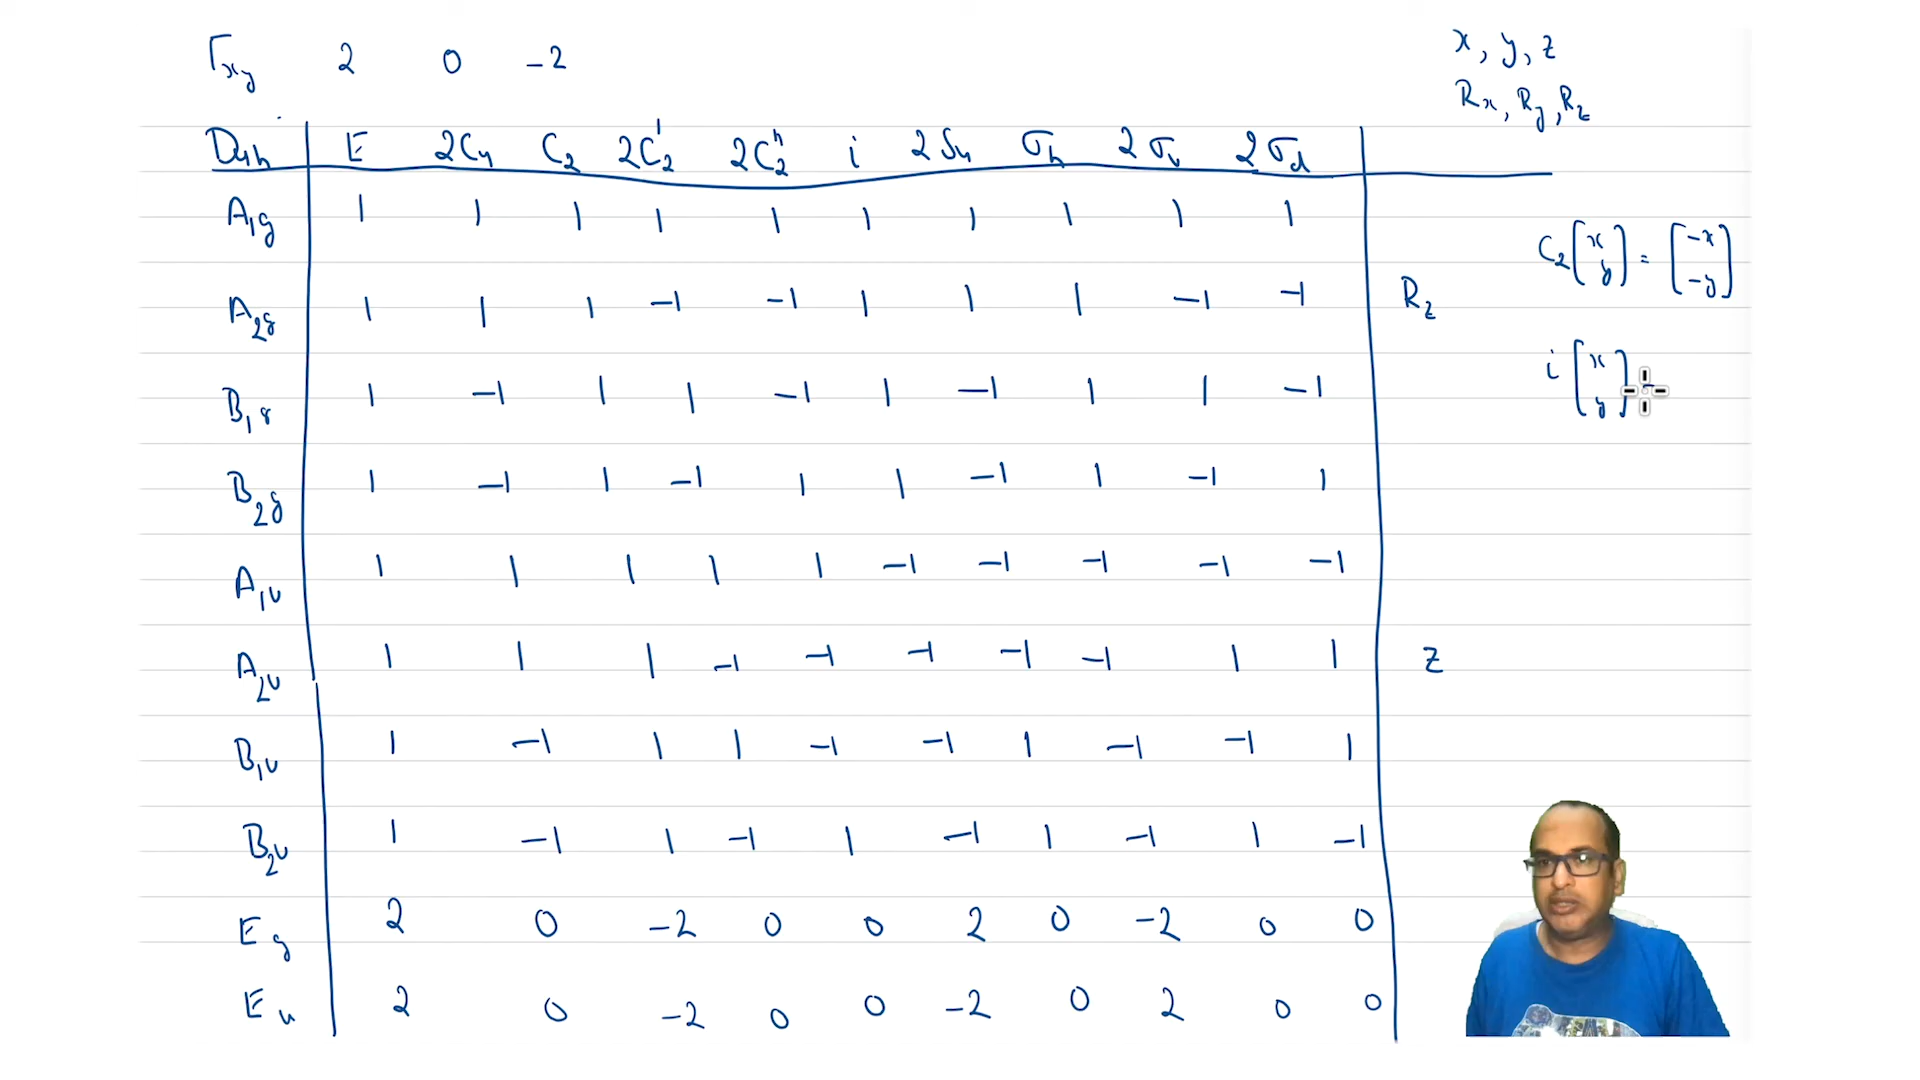 Γxy 2 0 -2
x, y, z
Rx, Ry, Rz
D4h E 2C4 C2 2C2' 2C2" i 2S4 σh 2σv 2σd
A1g 1 1 1 1 1 1 1 1 1 1
A2g 1 1 1 -1 -1 1 1 1 -1 -1 Rz
B1g 1 -1 1 1 -1 1 -1 1 1 -1
B2g 1 -1 1 -1 1 1 -1 1 -1 1
A1u 1 1 1 1 1 -1 -1 -1 -1 -1
A2u 1 1 1 -1 -1 -1 -1 -1 1 1 z
B1u 1 -1 1 1 -1 -1 1 -1 -1 1
B2u 1 -1 1 -1 1 -1 1 -1 1 -1
Eg 2 0 -2 0 0 2 0 -2 0 0
Eu 2 0 -2 0 0 -2 0 2 0 0
C2 [x y] = [-x -y]
i [x y] =